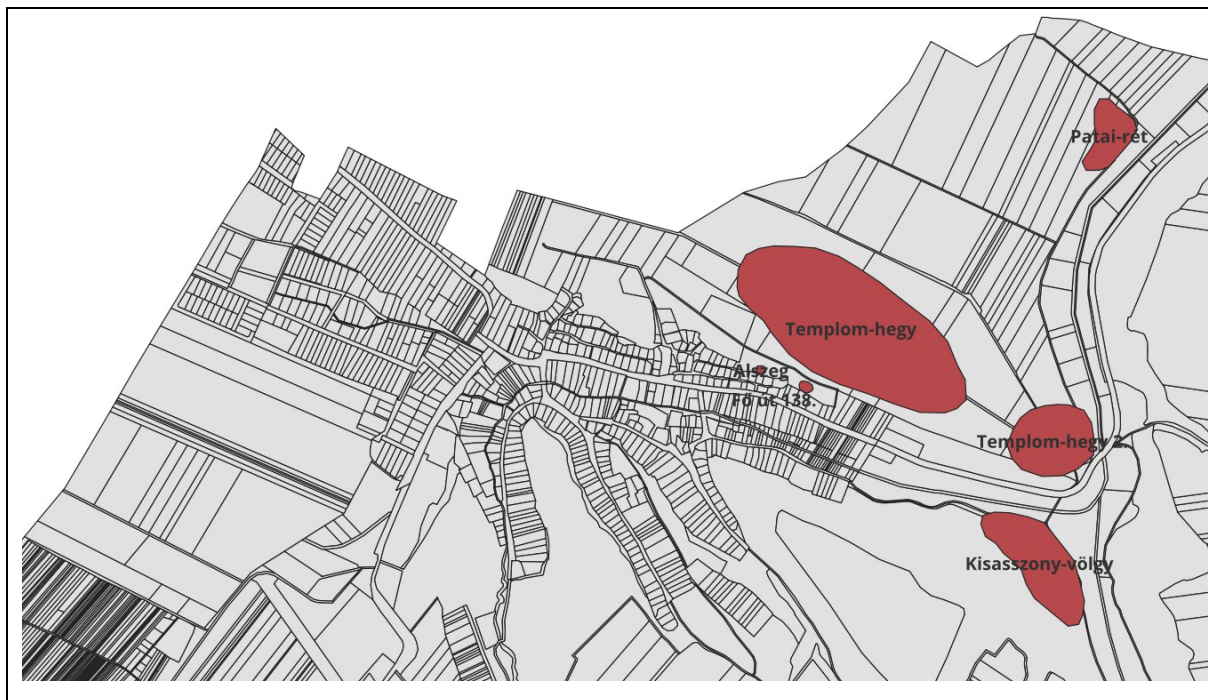 Patai-rét
Templom-hegy
Alszeg
Fő út 138.
Templom-hegy 2.
Kisasszony-völgy